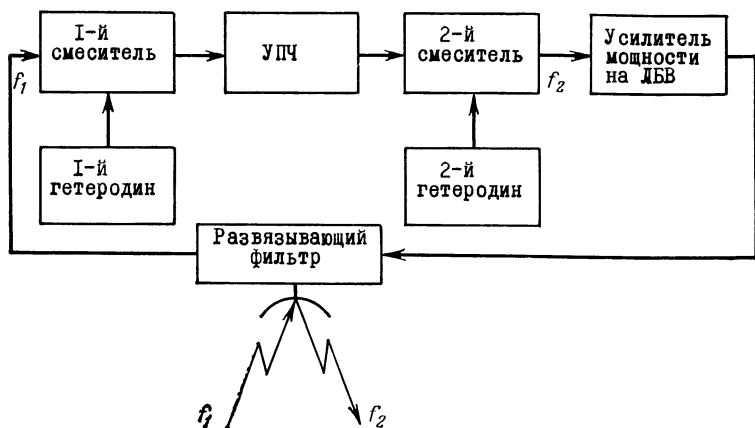 I-й
смеситель
УПЧ
2-й
смеситель
Усилитель
мощности
на ЛБВ
f₁
f₂
I-й
гетеродин
2-й
гетеродин
Развязывающий
фильтр
f₁
f₂